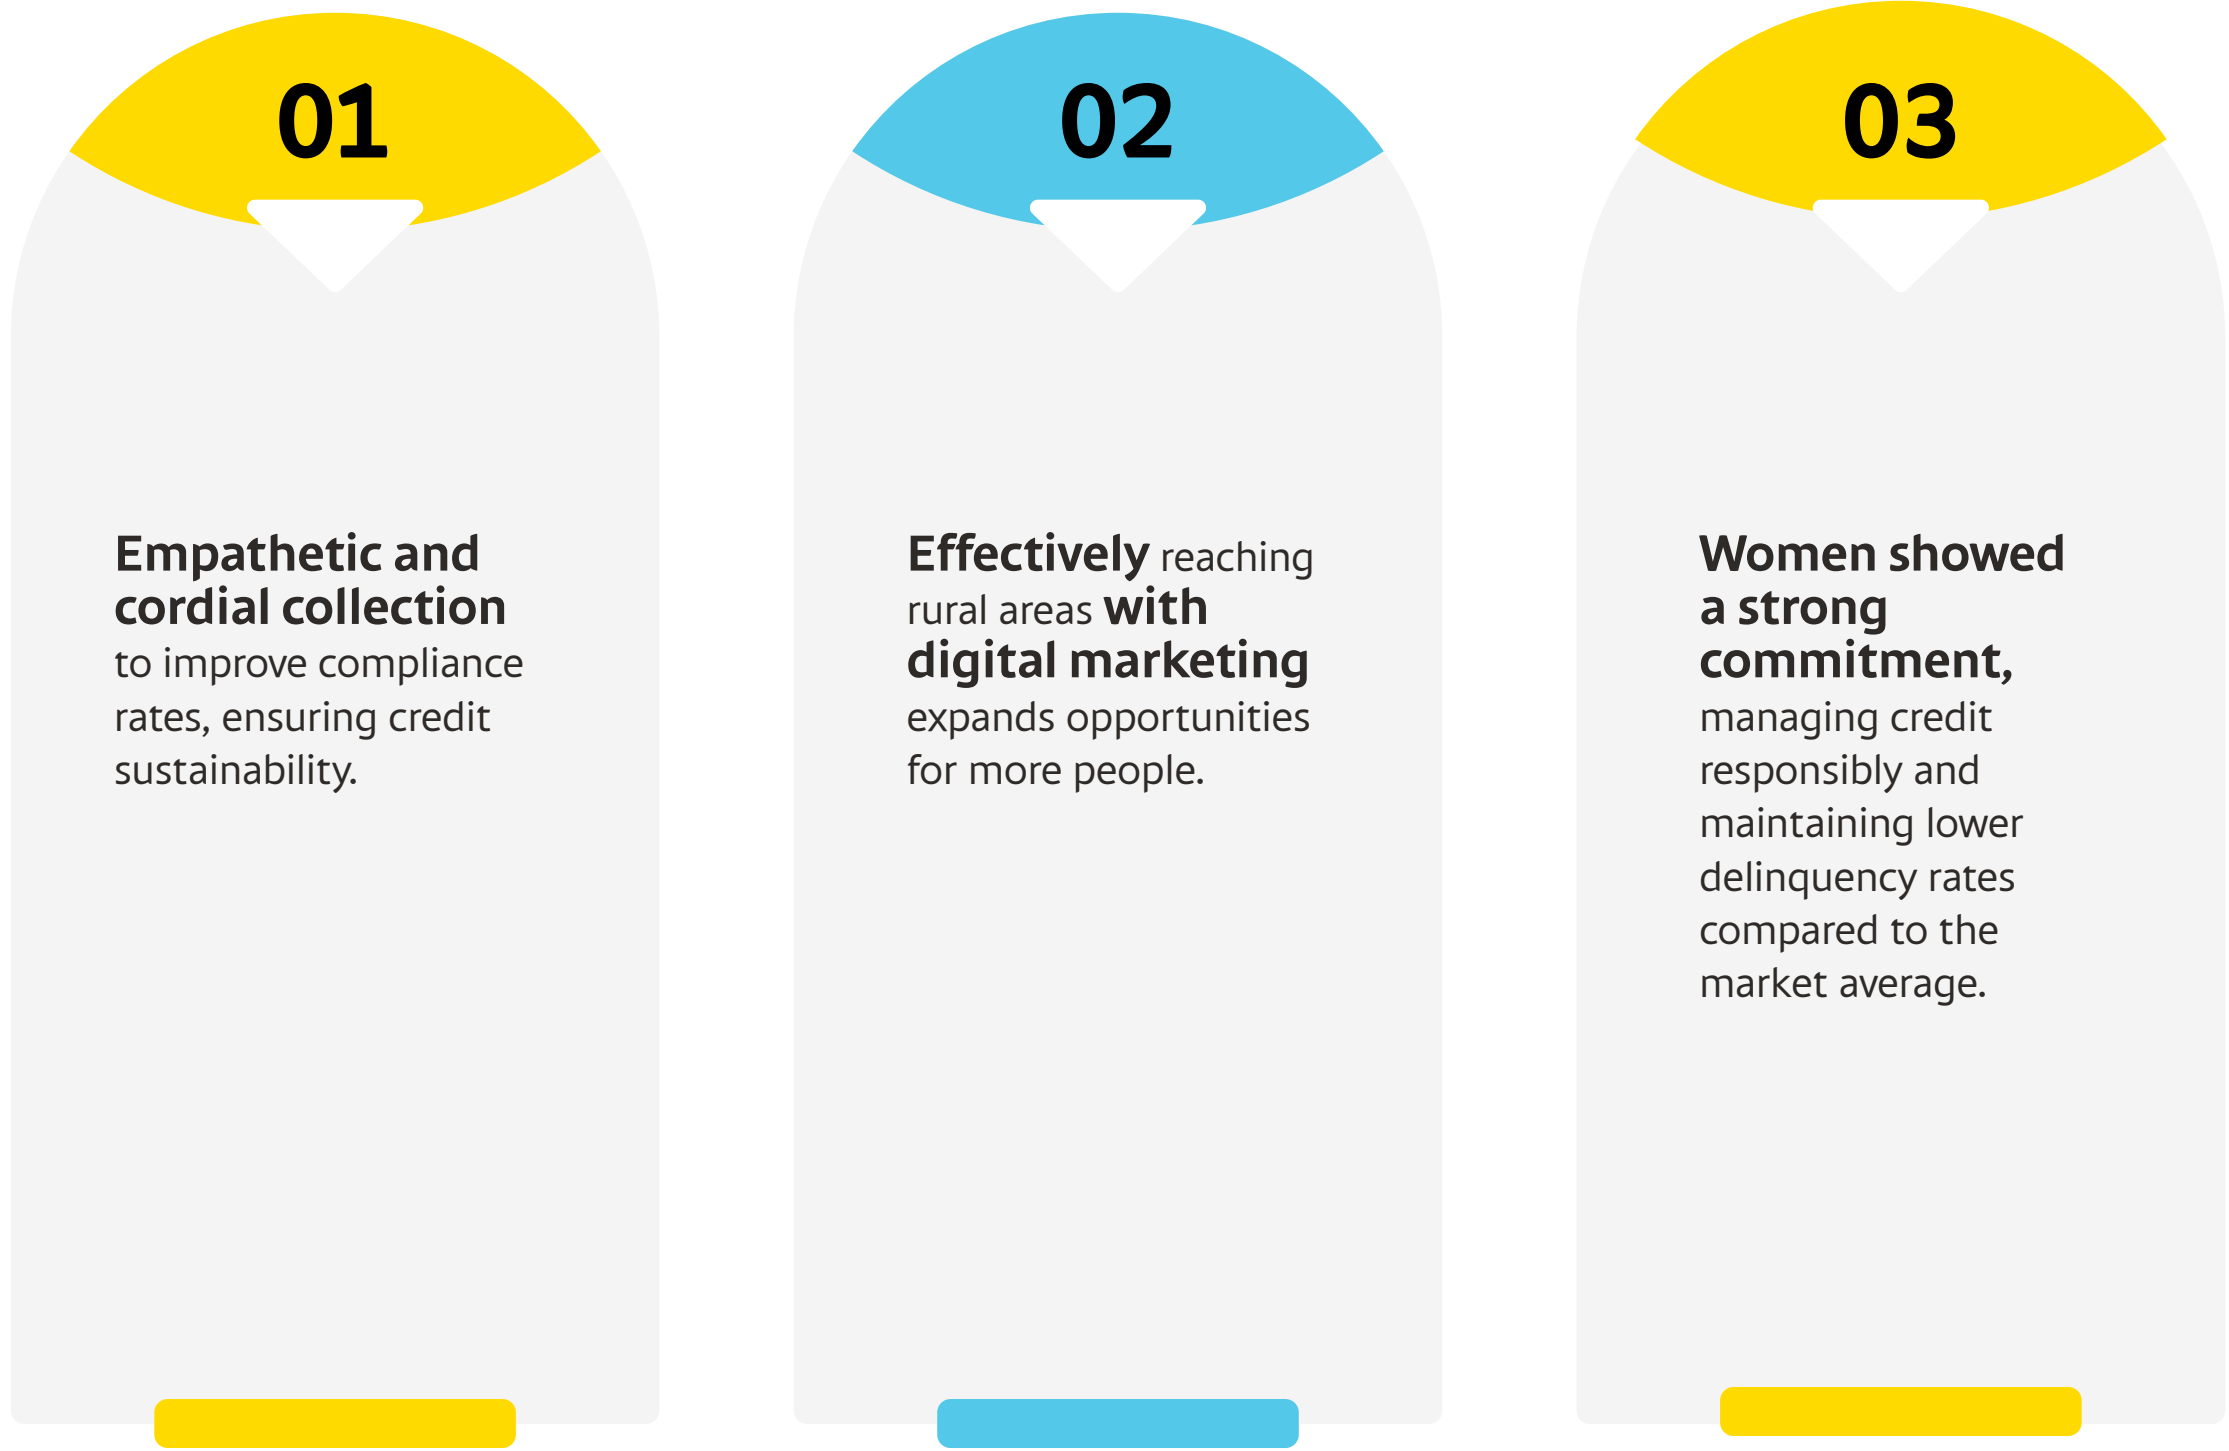 01
Empathetic and
cordial collection
to improve compliance
rates, ensuring credit
sustainability.
02
Effectively reaching
rural areas with
digital marketing
expands opportunities
for more people.
03
Women showed
a strong
commitment,
managing credit
responsibly and
maintaining lower
delinquency rates
compared to the
market average.